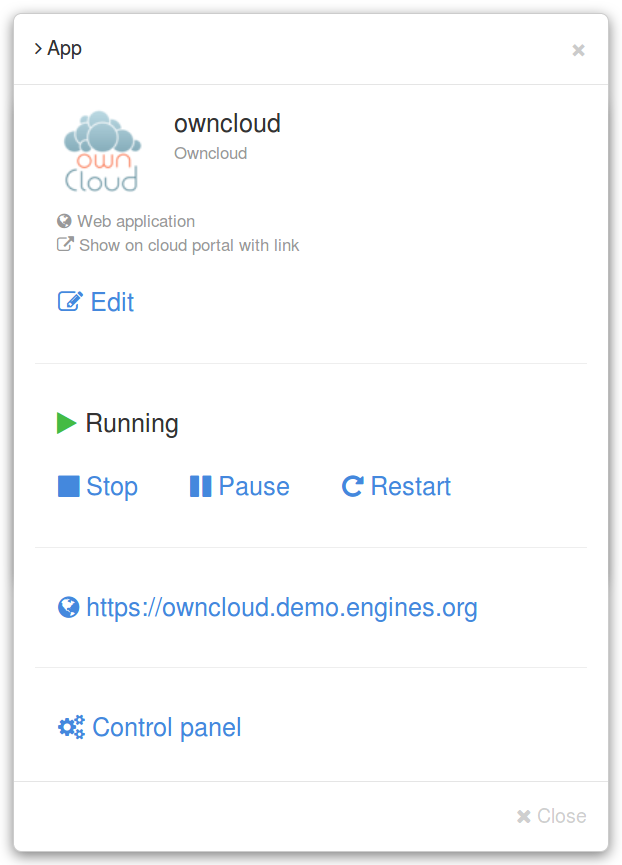 App
own
Cloud
owncloud
Owncloud
Web application
Show on cloud portal with link
Edit
Running
Stop Pause Restart
https://owncloud.demo.engines.org
Control panel
Close